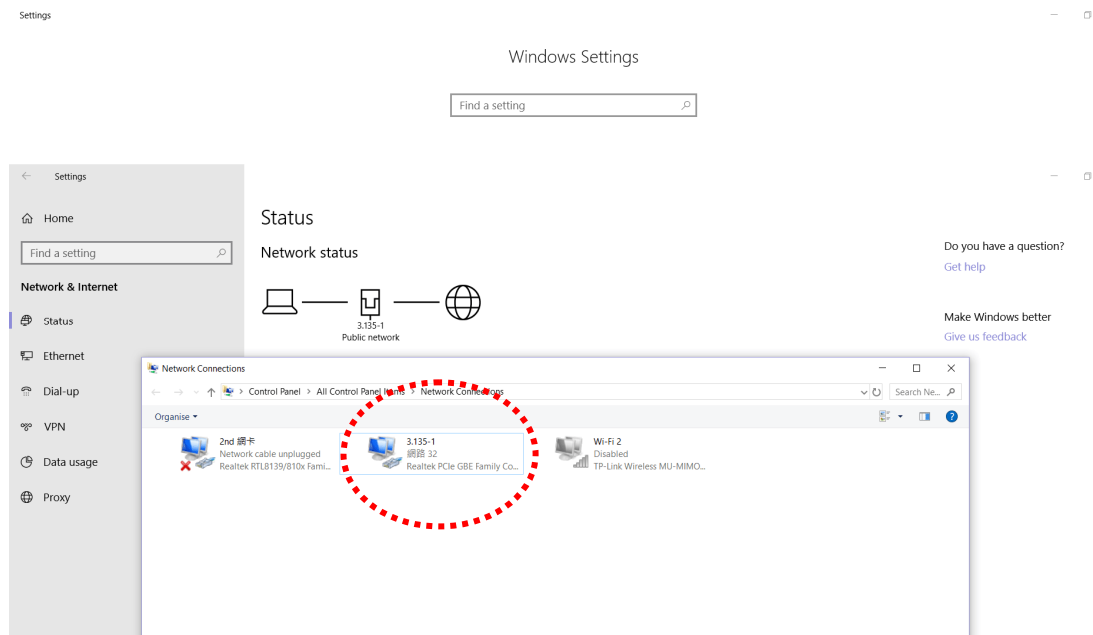 Settings
Windows Settings
Find a setting
Settings
Home
Find a setting
Network & Internet
Status
Ethernet
Dial-up
VPN
Data usage
Proxy
Status
Network status
3.135-1
Public network
Do you have a question?
Get help
Make Windows better
Give us feedback
Network Connections
Control Panel > All Control Panel Items > Network Connections
Search Ne...
Organise
2nd 網卡
Network cable unplugged
Realtek RTL8139/810x Fami...
3.135-1
網路 32
Realtek PCIe GBE Family Co...
Wi-Fi 2
Disabled
TP-Link Wireless MU-MIMO...